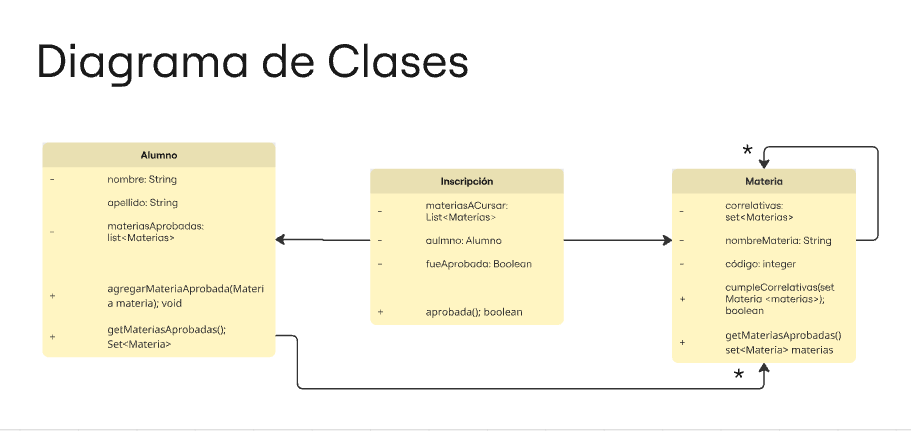 Diagrama de Clases
Alumno
- nombre: String
apellido: String
- materiasAprobadas:
list<Materias>
+ agregarMateriaAprobada(Materi
a materia); void
+ getMateriasAprobadas();
Set<Materia>
Inscripción
- materiasACursar:
List<Materias>
- aulmno: Alumno
- fueAprobada: Boolean
+ aprobada(); boolean
*
Materia
- correlativas:
set<Materias>
- nombreMateria: String
- código: integer
+ cumpleCorrelativas(set
Materia <materias>);
boolean
+ getMateriasAprobadas()
set<Materia> materias
*